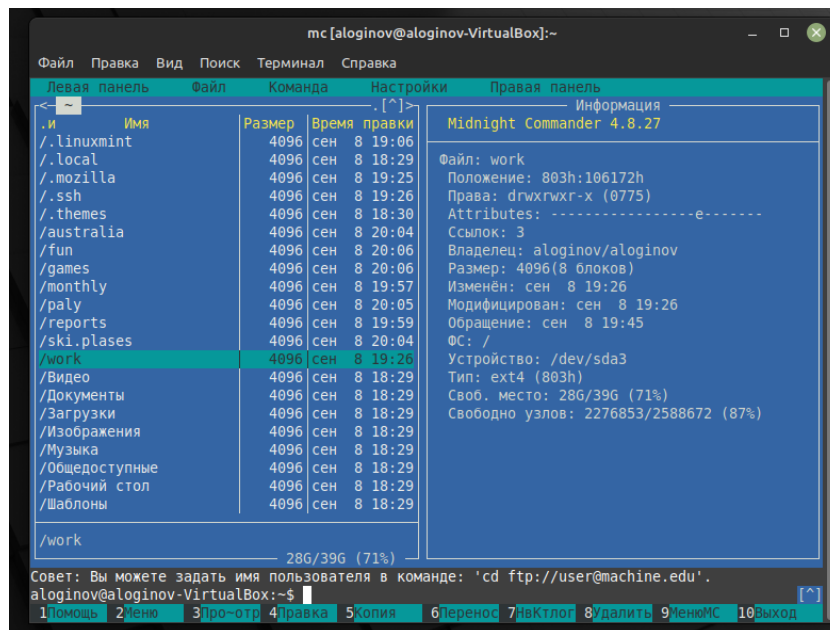 mc [aloginov@aloginov-VirtualBox]:~
Файл Правка Вид Поиск Терминал Справка
Левая панель Файл Команда Настройки Правая панель
<─ ~ .[^]>
.и Имя Размер Время правки
/.linuxmint 4096 сен 8 19:06
/.local 4096 сен 8 18:29
/.mozilla 4096 сен 8 19:25
/.ssh 4096 сен 8 19:26
/.themes 4096 сен 8 18:30
/australia 4096 сен 8 20:04
/fun 4096 сен 8 20:06
/games 4096 сен 8 20:06
/monthly 4096 сен 8 19:57
/paly 4096 сен 8 20:05
/reports 4096 сен 8 19:59
/ski.plases 4096 сен 8 20:04
/work 4096 сен 8 19:26
/Видео 4096 сен 8 18:29
/Документы 4096 сен 8 18:29
/Загрузки 4096 сен 8 18:29
/Изображения 4096 сен 8 18:29
/Музыка 4096 сен 8 18:29
/Общедоступные 4096 сен 8 18:29
/Рабочий стол 4096 сен 8 18:29
/Шаблоны 4096 сен 8 18:29
/work
28G/39G (71%)
Информация
Midnight Commander 4.8.27
Файл: work
Положение: 803h:106172h
Права: drwxrwxr-x (0775)
Attributes: -----------------e-------
Ссылок: 3
Владелец: aloginov/aloginov
Размер: 4096(8 блоков)
Изменён: сен 8 19:26
Модифицирован: сен 8 19:26
Обращение: сен 8 19:45
ФС: /
Устройство: /dev/sda3
Тип: ext4 (803h)
Своб. место: 28G/39G (71%)
Свободно узлов: 2276853/2588672 (87%)
Совет: Вы можете задать имя пользователя в команде: 'cd ftp://user@machine.edu'.
aloginov@aloginov-VirtualBox:~$ [^]
1Помощь 2Меню 3Про~отр 4Правка 5Копия 6Перенос 7НвКтлог 8Удалить 9МенюМС 10Выход